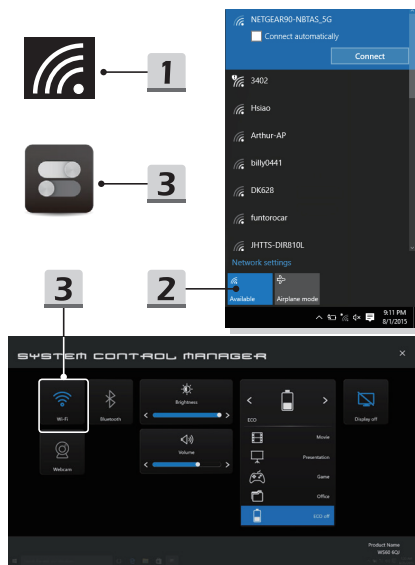 NETGEAR90-NBTAS_5G
Connect automatically
Connect
1
3402
Hsiao
Arthur-AP
3
billy0441
DK628
funtorocar
JHTTS-DIR810L
Network settings
3
2
Available
Airplane mode
9:11 PM
8/1/2015
SYSTEM CONTROL MANAGER
Wi-Fi
Bluetooth
Brightness
ECO
Display off
Webcam
Volume
Movie
Presentation
Game
Office
ECO off
Product Name
WS60 6QJ